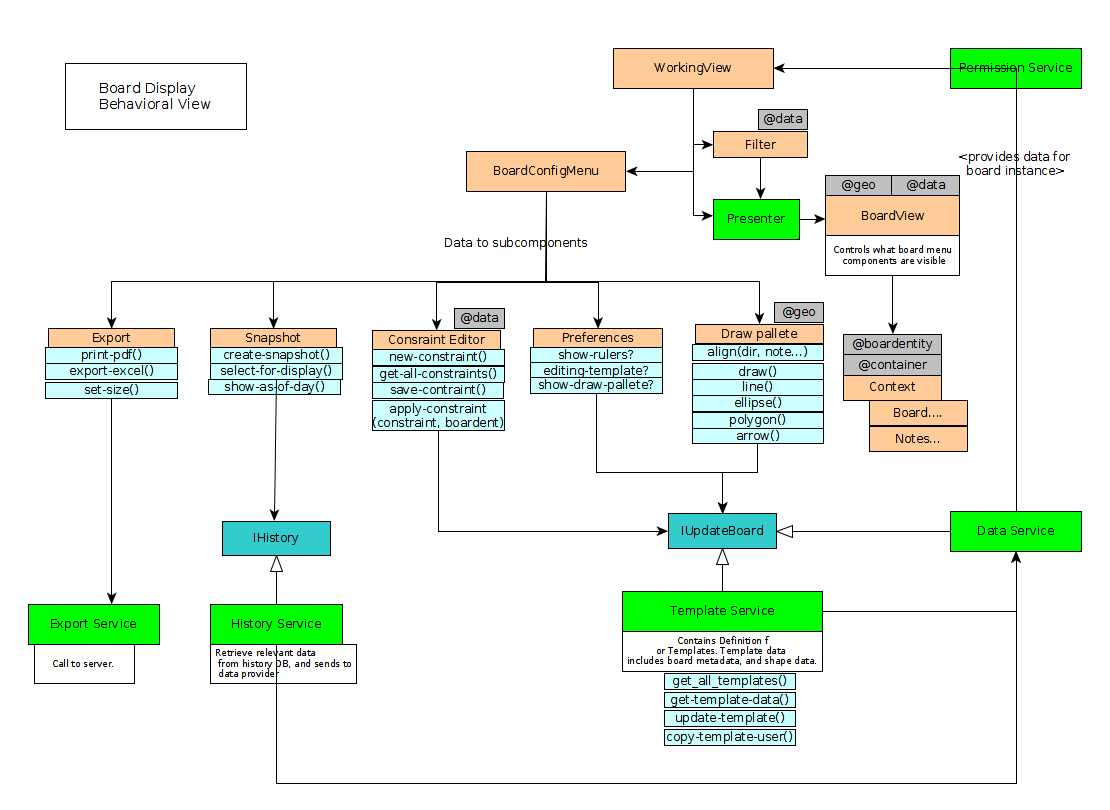 Board Display
Behavioral View
WorkingView
Permission Service
@data
Filter
<provides data for
board instance>
BoardConfigMenu
@geo
@data
BoardView
Presenter
Controls what board menu
components are visible
Data to subcomponents
Export
print-pdf()
export-excel()
set-size()
Snapshot
create-snapshot()
select-for-display()
show-as-of-day()
@data
Consraint Editor
new-constraint()
get-all-constraints()
save-contraint()
apply-constraint
(constraint, boardent)
Preferences
show-rulers?
editing-template?
show-draw-pallete?
@geo
Draw pallete
align(dir, note...)
draw()
line()
ellipse()
polygon()
arrow()
@boardentity
@container
Context
Board....
Notes...
IHistory
IUpdateBoard
Data Service
Export Service
Call to server.
History Service
Retrieve relevant data
from history DB, and sends to
data provider
Template Service
Contains Definition f
or Templates. Template data
includes board metadata, and shape data.
get_all_templates()
get-template-data()
update-template()
copy-template-user()